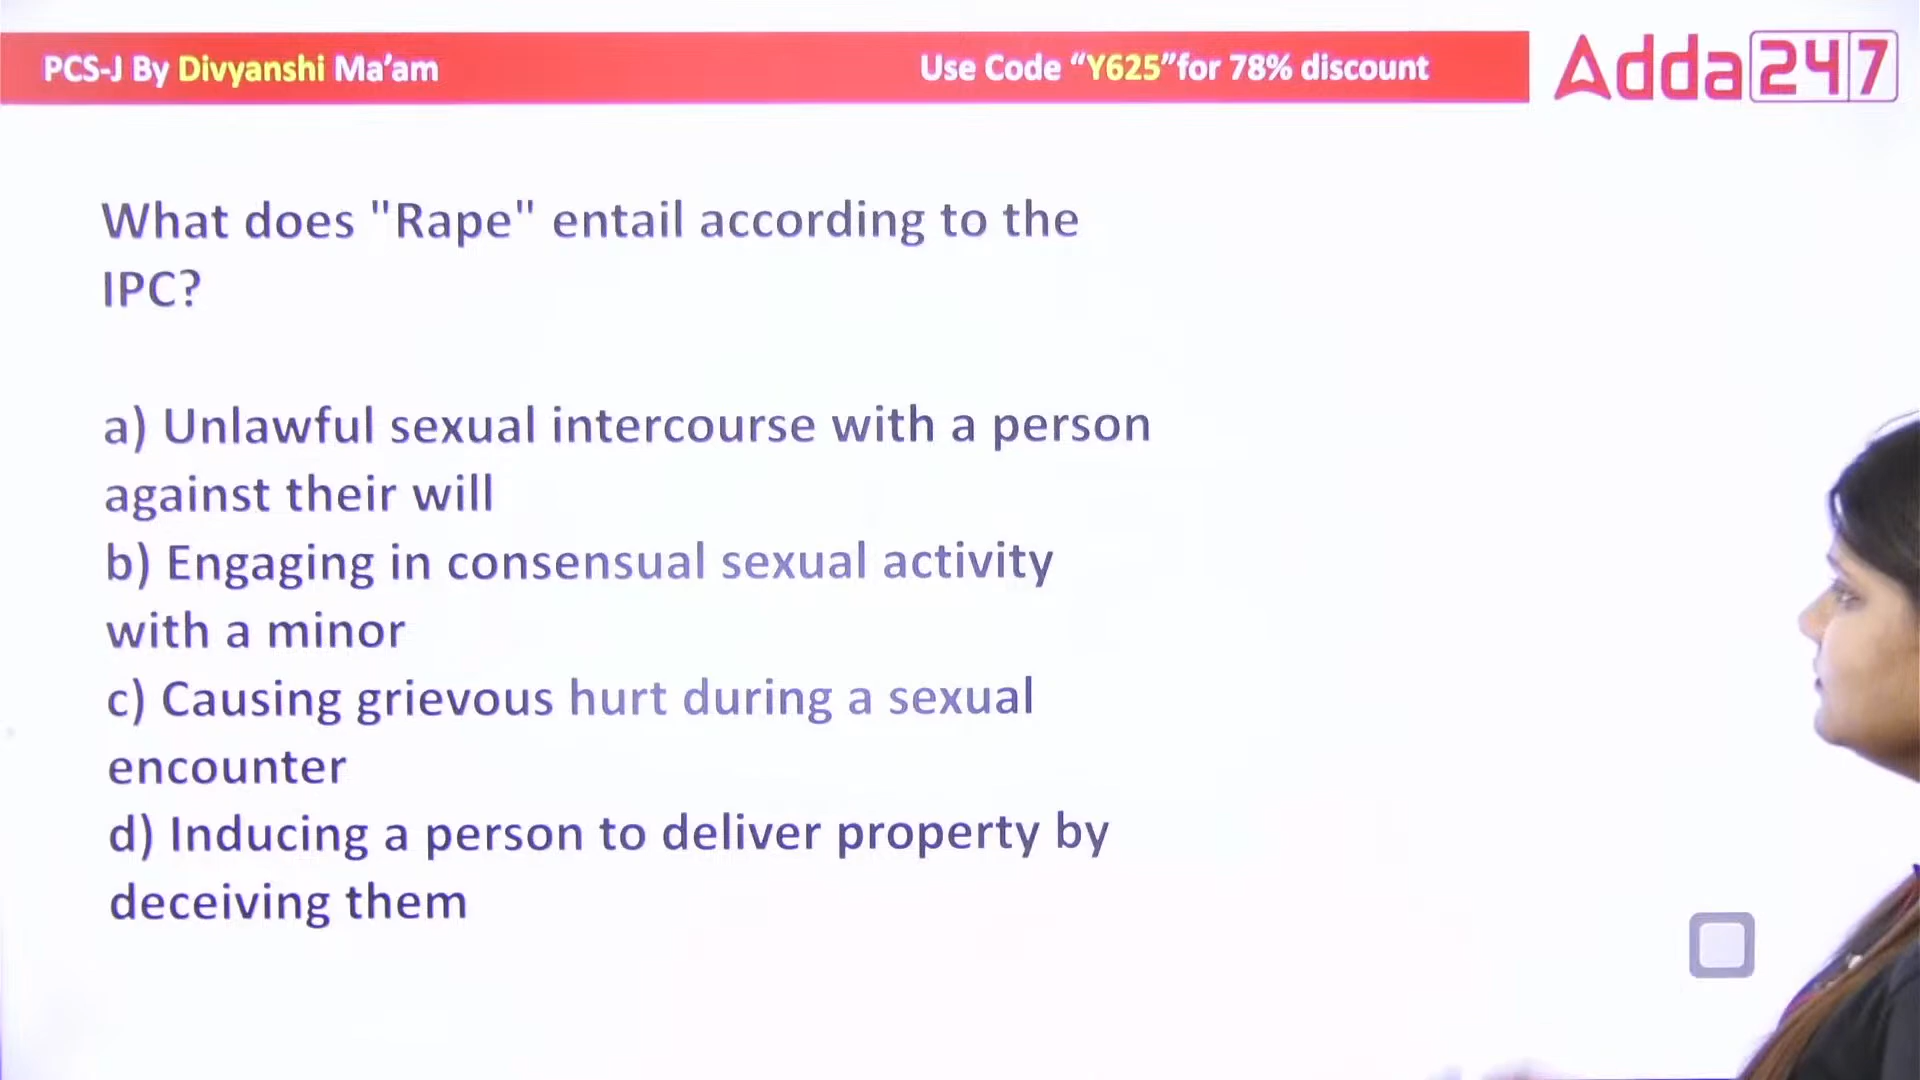 PCS-J By Divyanshi Ma’am
Use Code “Y625”for 78% discount
Adda247
What does "Rape" entail according to the
IPC?
a) Unlawful sexual intercourse with a person
against their will
b) Engaging in consensual sexual activity
with a minor
c) Causing grievous hurt during a sexual
encounter
d) Inducing a person to deliver property by
deceiving them